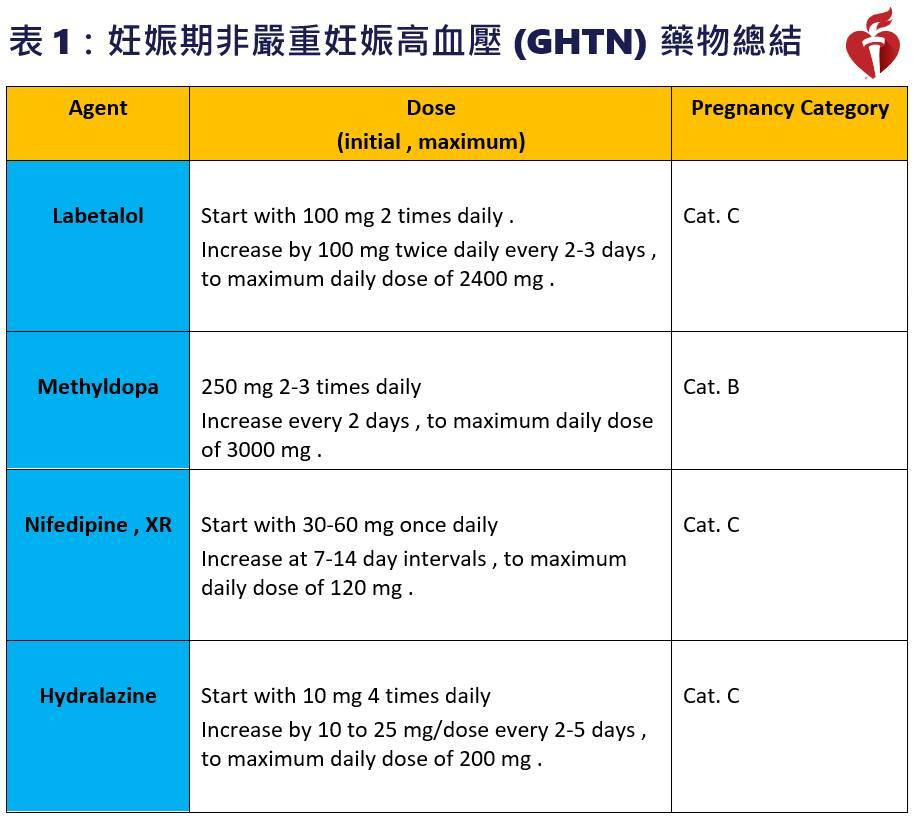 表 1：妊娠期非嚴重妊娠高血壓 (GHTN) 藥物總結
Agent
Dose
(initial , maximum)
Pregnancy Category
Labetalol
Start with 100 mg 2 times daily .
Increase by 100 mg twice daily every 2-3 days ,
to maximum daily dose of 2400 mg .
Cat. C
Methyldopa
250 mg 2-3 times daily
Increase every 2 days , to maximum daily dose
of 3000 mg .
Cat. B
Nifedipine , XR
Start with 30-60 mg once daily
Increase at 7-14 day intervals , to maximum
daily dose of 120 mg .
Cat. C
Hydralazine
Start with 10 mg 4 times daily
Increase by 10 to 25 mg/dose every 2-5 days ,
to maximum daily dose of 200 mg .
Cat. C